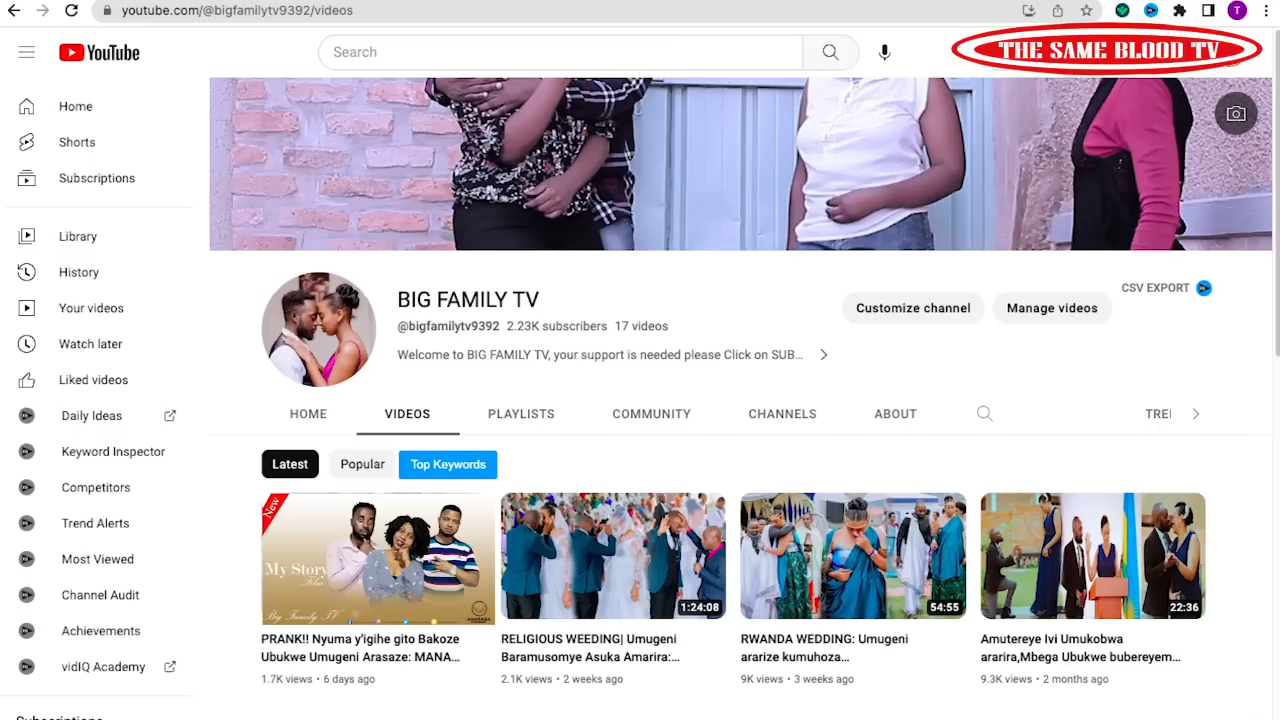 youtube.com/@bigfamilytv9392/videos
T
YouTube
Search
THE SAME BLOOD TV
Home
Shorts
Subscriptions
Library
History
Your videos
Watch later
Liked videos
Daily Ideas
Keyword Inspector
Competitors
Trend Alerts
Most Viewed
Channel Audit
Achievements
vidIQ Academy
Subscriptions
BIG FAMILY TV
@bigfamilytv9392 2.23K subscribers 17 videos
Welcome to BIG FAMILY TV, your support is needed please Click on SUB...
Customize channel
Manage videos
CSV EXPORT
HOME VIDEOS PLAYLISTS COMMUNITY CHANNELS ABOUT TRE
Latest Popular Top Keywords
New
My Story
Big Family TV
PRANK!! Nyuma y'igihe gito Bakoze
Ubukwe Umugeni Arasaze: MANA...
1.7K views • 6 days ago
1:24:08
RELIGIOUS WEEDING| Umugeni
Baramusomye Asuka Amarira:...
2.1K views • 2 weeks ago
54:55
RWANDA WEDDING: Umugeni
ararize kumuhoza...
9K views • 3 weeks ago
22:36
Amutereye Ivi Umukobwa
ararira,Mbega Ubukwe bubereyem...
9.3K views • 2 months ago